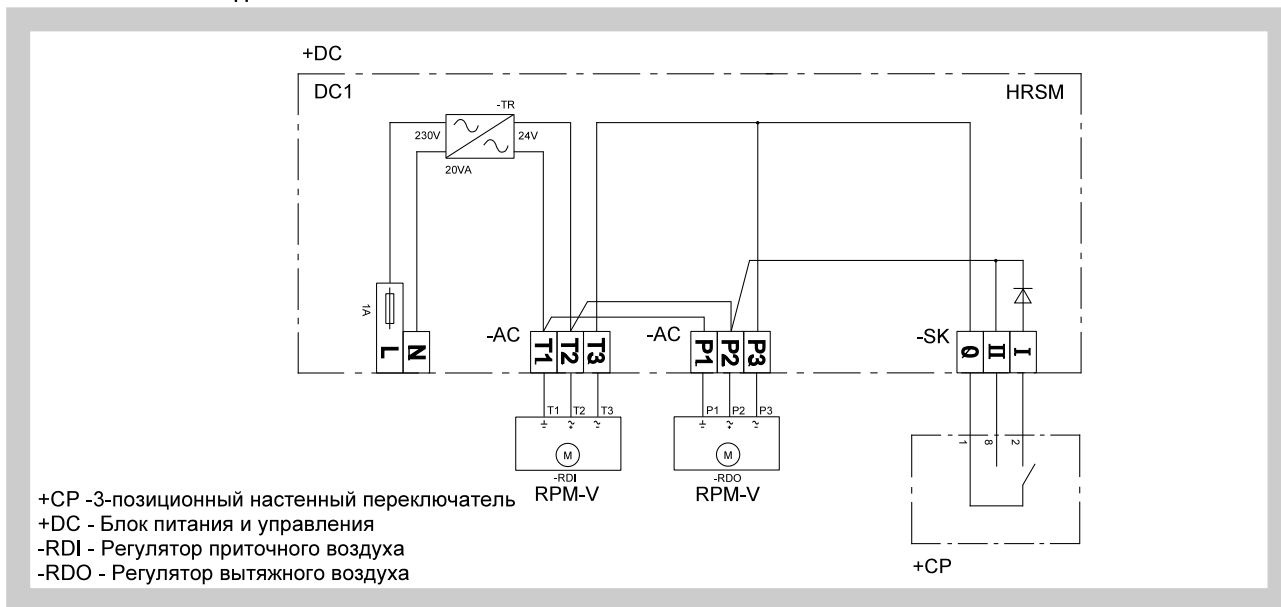 +DC
DC1
HRSM
-TR
230V
24V
20VA
1A
L
N
-AC
T1
T2
T3
-AC
P1
P2
P3
-SK
Q
II
I
T1
T2
T3
P1
P2
P3
1
8
2
M
M
-RDI
-RDO
RPM-V
RPM-V
+CP -3-позиционный настенный переключатель
+DC - Блок питания и управления
-RDI - Регулятор приточного воздуха
-RDO - Регулятор вытяжного воздуха
+CP